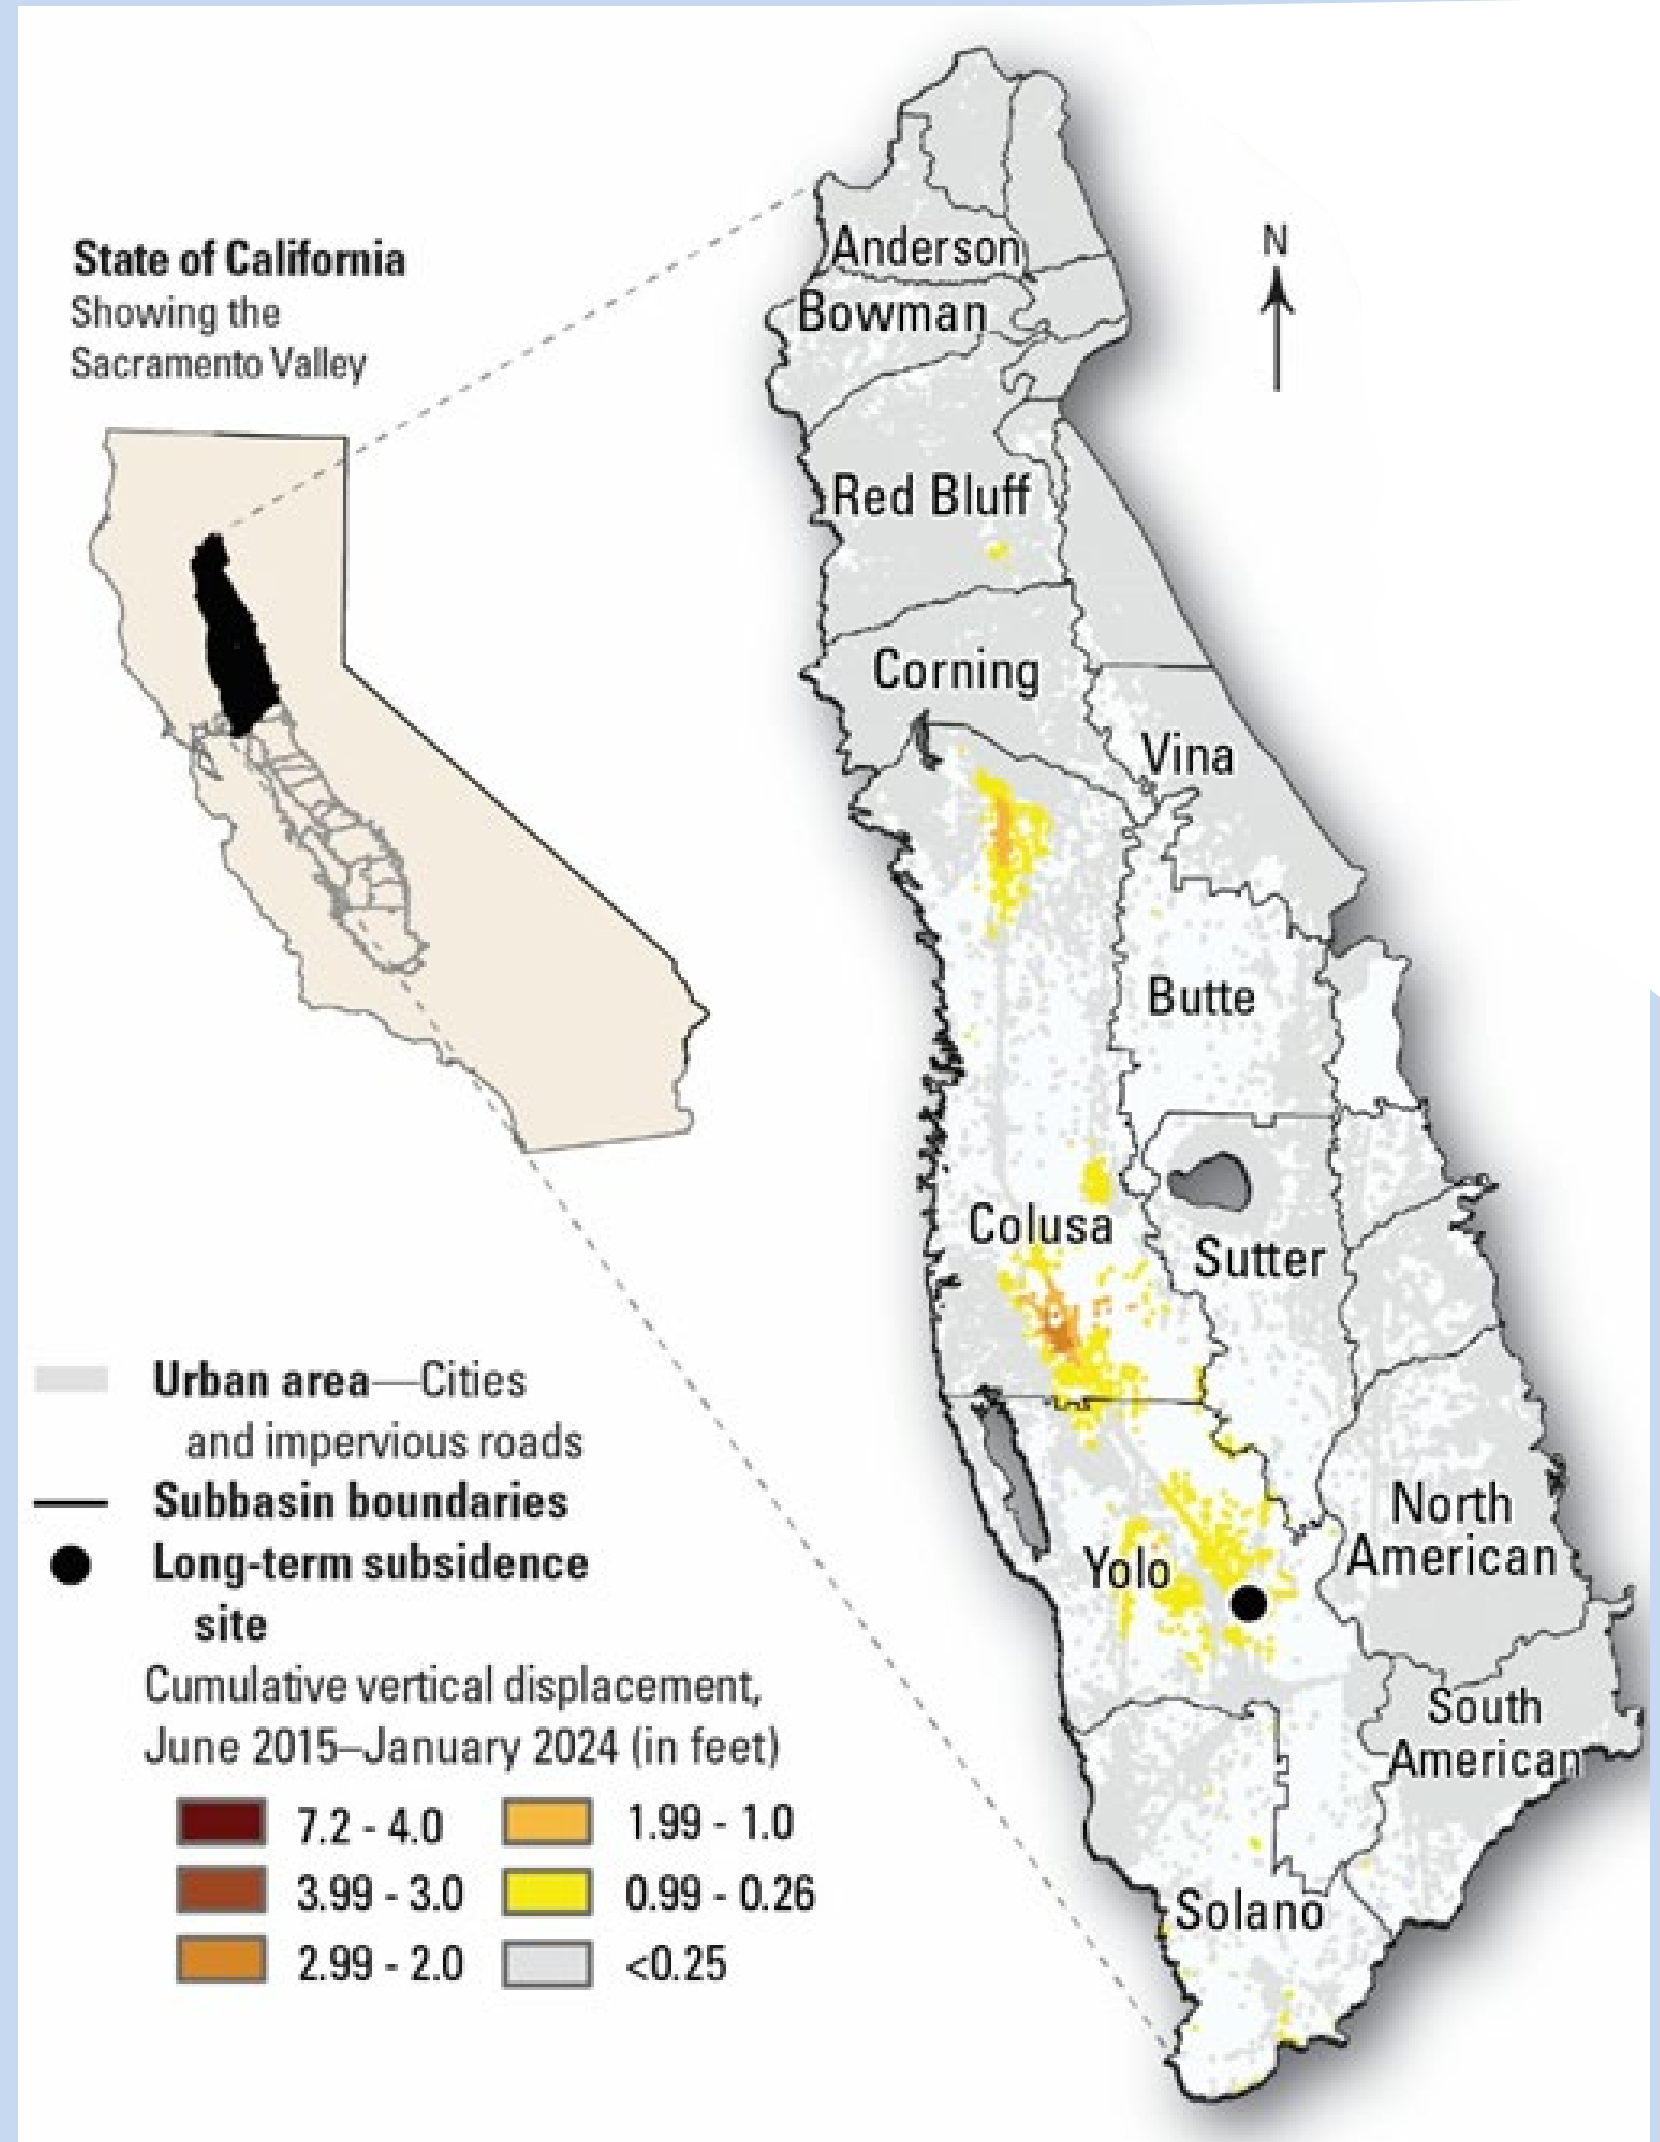 State of California
Showing the
Sacramento Valley
N
Anderson
Bowman
Red Bluff
Corning
Vina
Butte
Colusa
Sutter
Yolo
North
American
South
American
Solano
Urban area—Cities
and impervious roads
Subbasin boundaries
Long-term subsidence
site
Cumulative vertical displacement,
June 2015–January 2024 (in feet)
7.2 - 4.0
3.99 - 3.0
2.99 - 2.0
1.99 - 1.0
0.99 - 0.26
<0.25